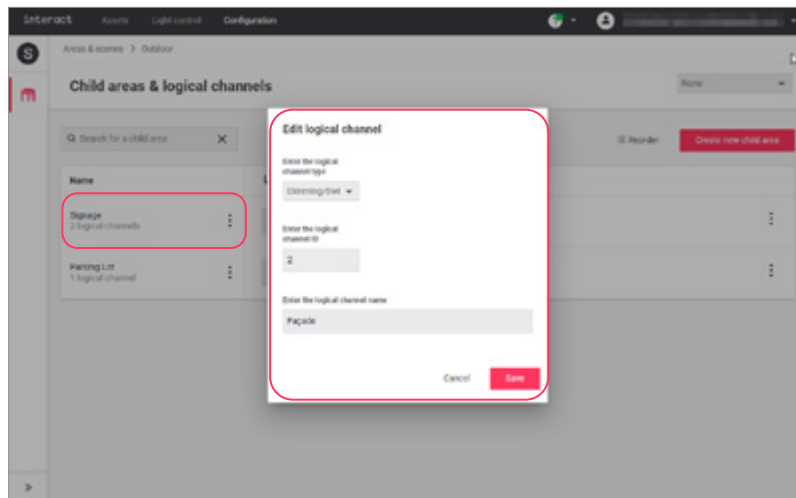 Interact Assets Light control Configuration
Areas & scenes > Outdoor
Child areas & logical channels
None
Search for a child area
Reorder
Create new child area
Name
Signage
2 logical channels
Parking Lot
1 logical channel
Edit logical channel
Enter the logical
channel type
Dimming/Swi
Enter the logical
channel ID
2
Enter the logical channel name
Façade
Cancel Save